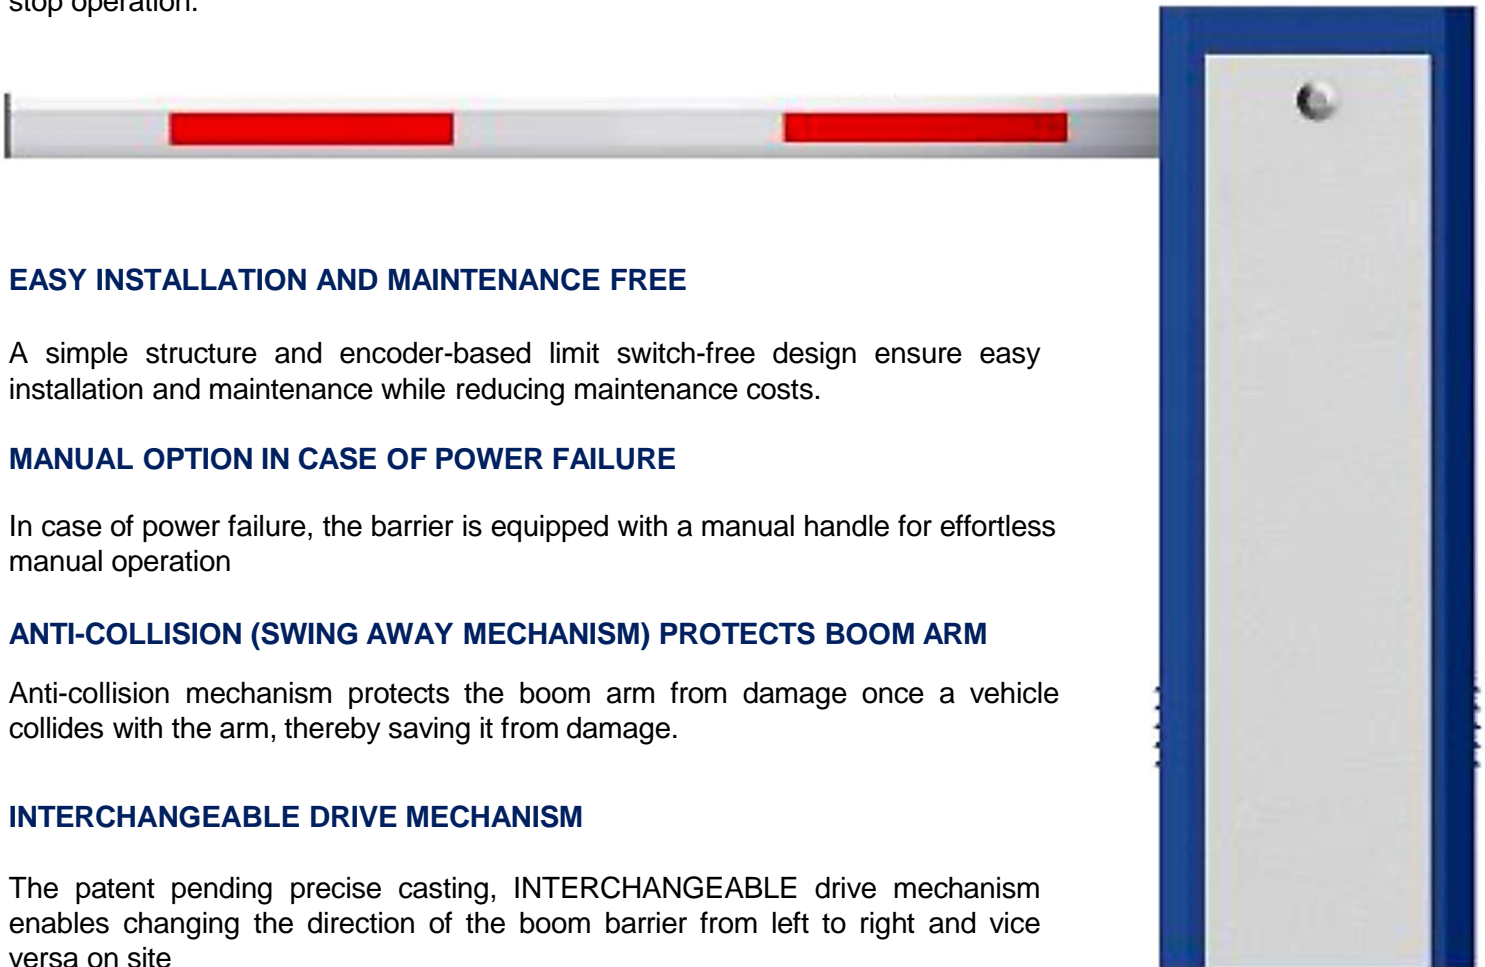 stop operation.
EASY INSTALLATION AND MAINTENANCE FREE
A simple structure and encoder-based limit switch-free design ensure easy
installation and maintenance while reducing maintenance costs.
MANUAL OPTION IN CASE OF POWER FAILURE
In case of power failure, the barrier is equipped with a manual handle for effortless
manual operation
ANTI-COLLISION (SWING AWAY MECHANISM) PROTECTS BOOM ARM
Anti-collision mechanism protects the boom arm from damage once a vehicle
collides with the arm, thereby saving it from damage.
INTERCHANGEABLE DRIVE MECHANISM
The patent pending precise casting, INTERCHANGEABLE drive mechanism
enables changing the direction of the boom barrier from left to right and vice
versa on site